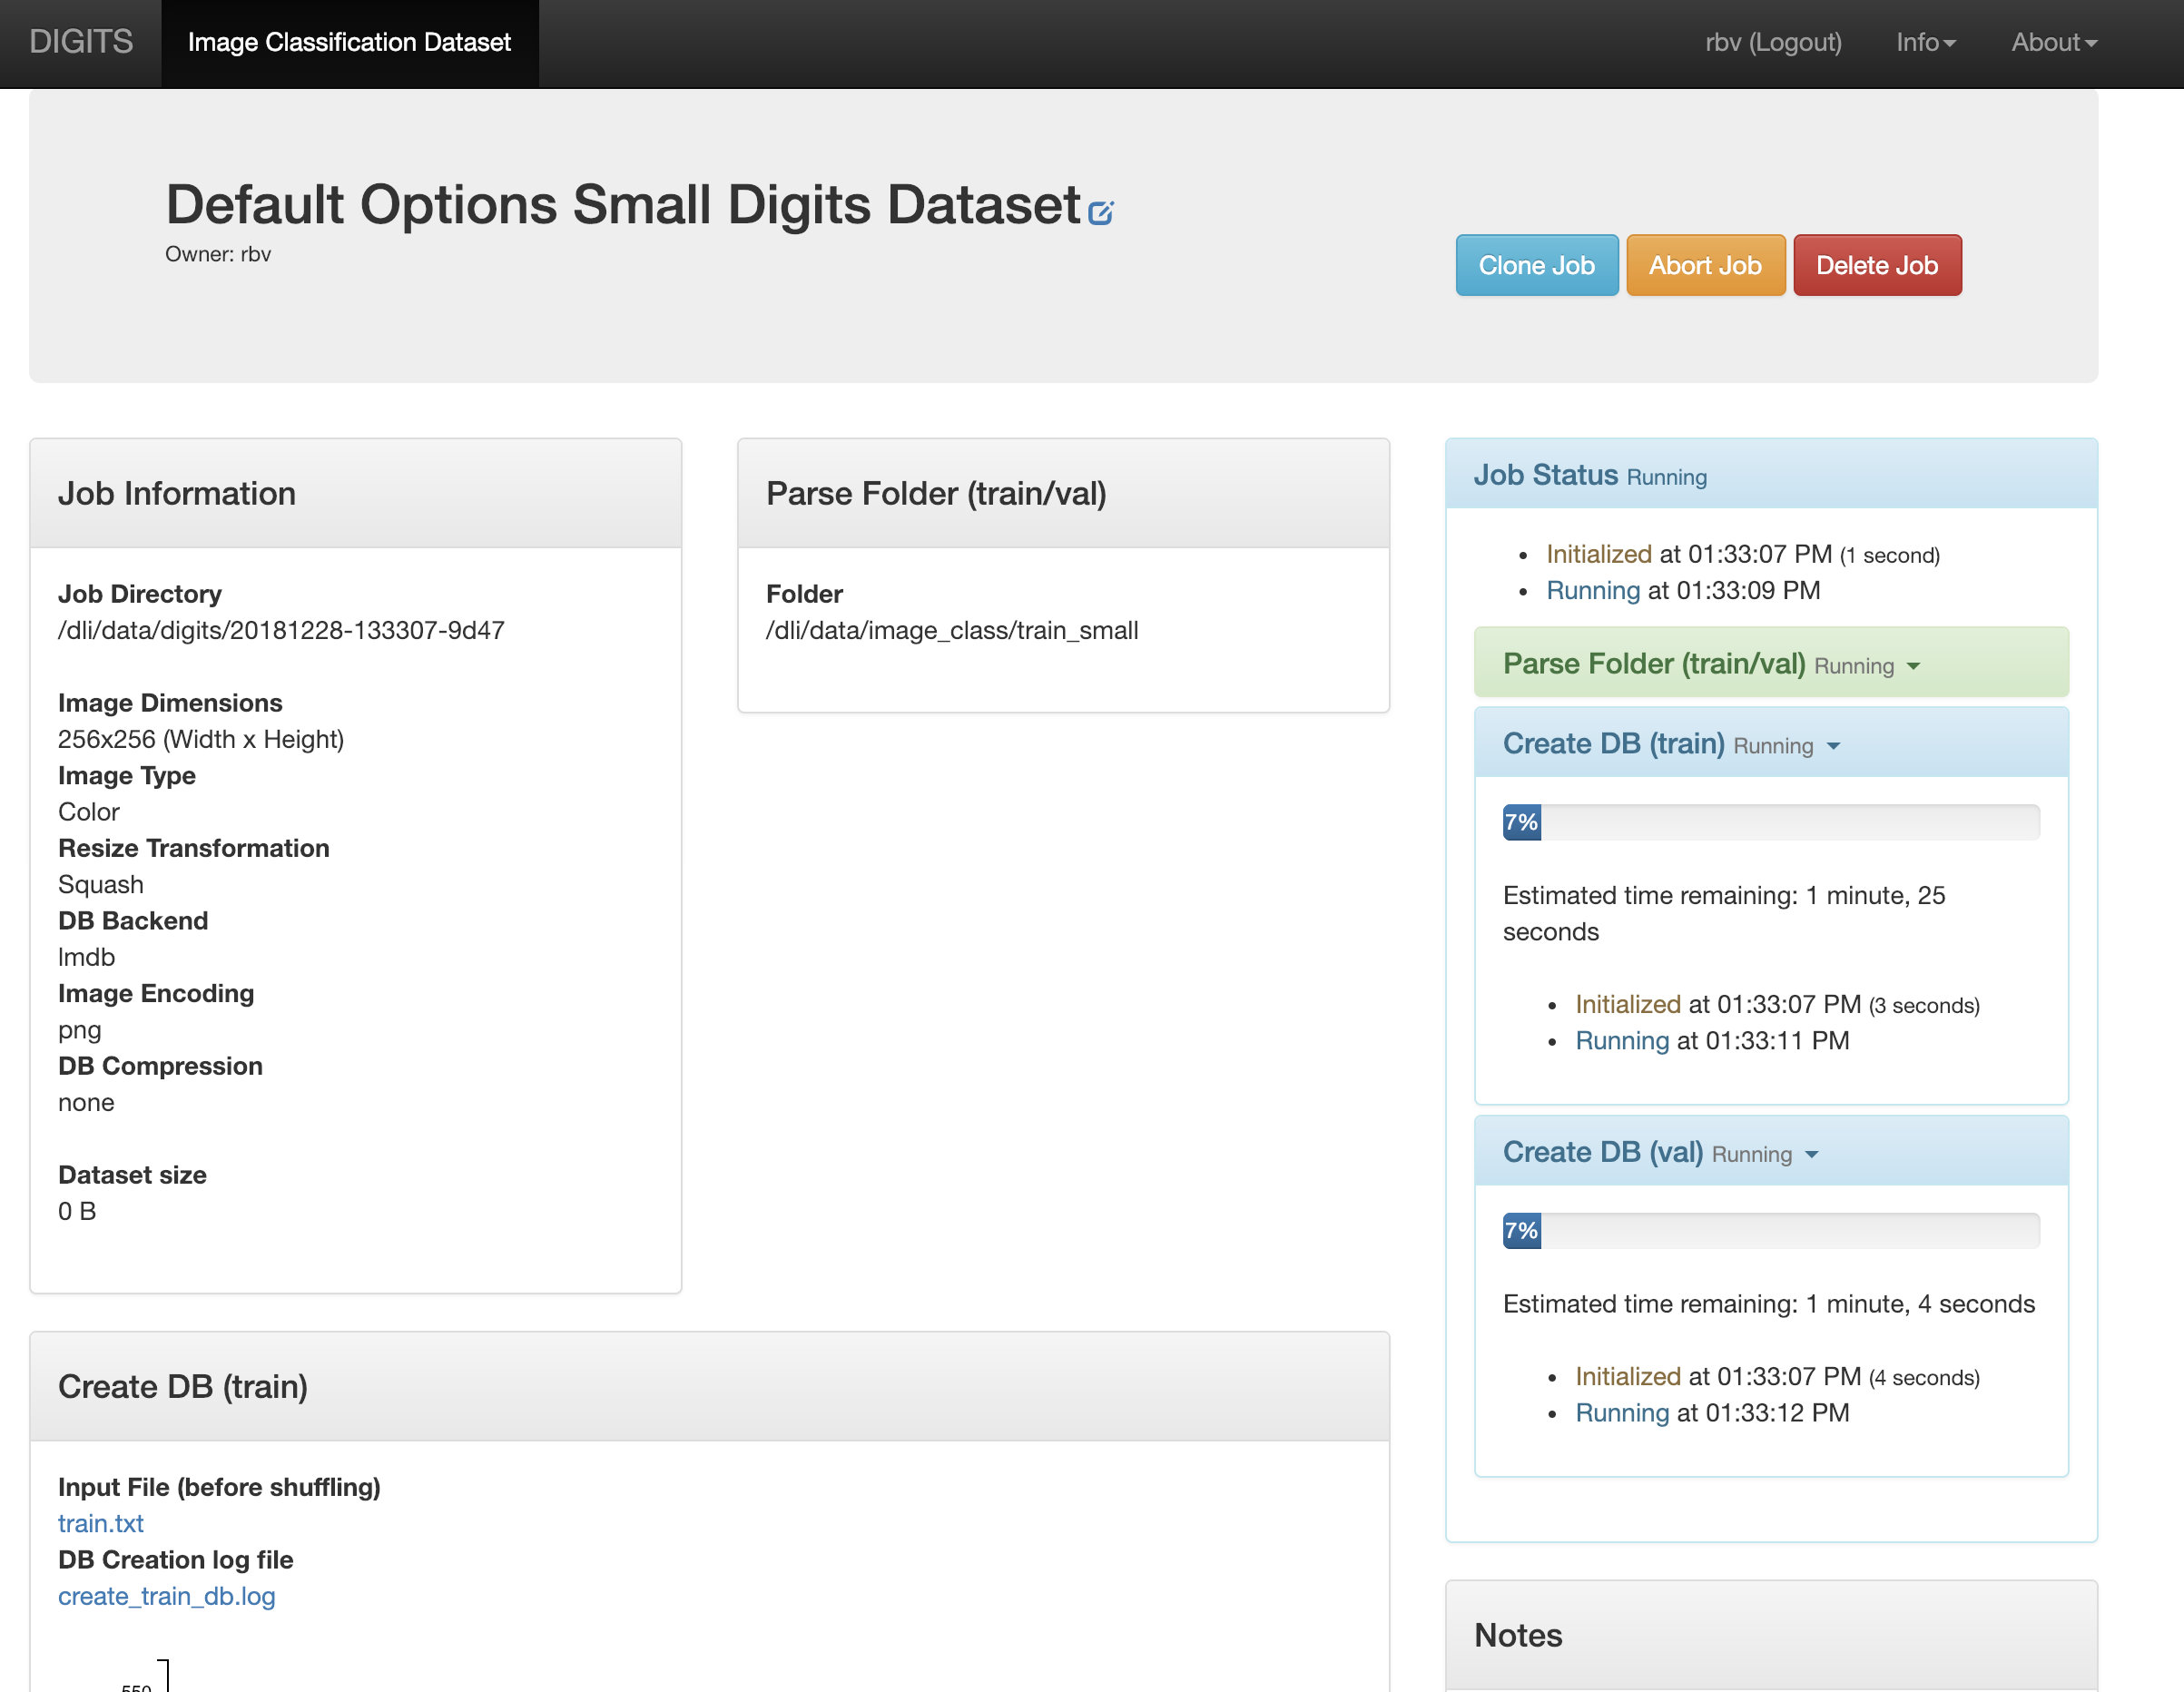 DIGITS Image Classification Dataset rbv (Logout) Info About
Default Options Small Digits Dataset
Owner: rbv
Clone Job Abort Job Delete Job
Job Information
Job Directory
/dli/data/digits/20181228-133307-9d47
Image Dimensions
256x256 (Width x Height)
Image Type
Color
Resize Transformation
Squash
DB Backend
lmdb
Image Encoding
png
DB Compression
none
Dataset size
0 B
Parse Folder (train/val)
Folder
/dli/data/image_class/train_small
Create DB (train)
Input File (before shuffling)
train.txt
DB Creation log file
create_train_db.log
550
Job Status Running
Initialized at 01:33:07 PM (1 second)
Running at 01:33:09 PM
Parse Folder (train/val) Running
Create DB (train) Running
7%
Estimated time remaining: 1 minute, 25
seconds
Initialized at 01:33:07 PM (3 seconds)
Running at 01:33:11 PM
Create DB (val) Running
7%
Estimated time remaining: 1 minute, 4 seconds
Initialized at 01:33:07 PM (4 seconds)
Running at 01:33:12 PM
Notes